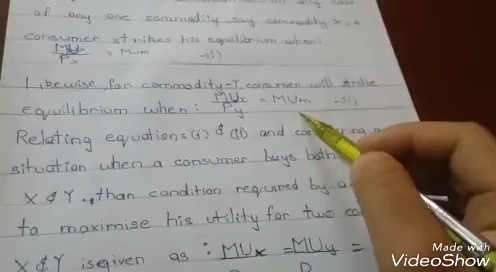 of any one commodity say commodity x, a
consumer strikes his equilibrium when:
MUx
Px = MUm -(i)
Likewise, for commodity-Y, consumer will strike
equilibrium when: MUx
Py = MUm -(ii)
Relating equations (i) & (ii) and
situation when a consumer buys both
X & Y., than condition required by a
to maximise his utility for two
X & Y is given as : MUx = MUy =
Made with
VideoShow